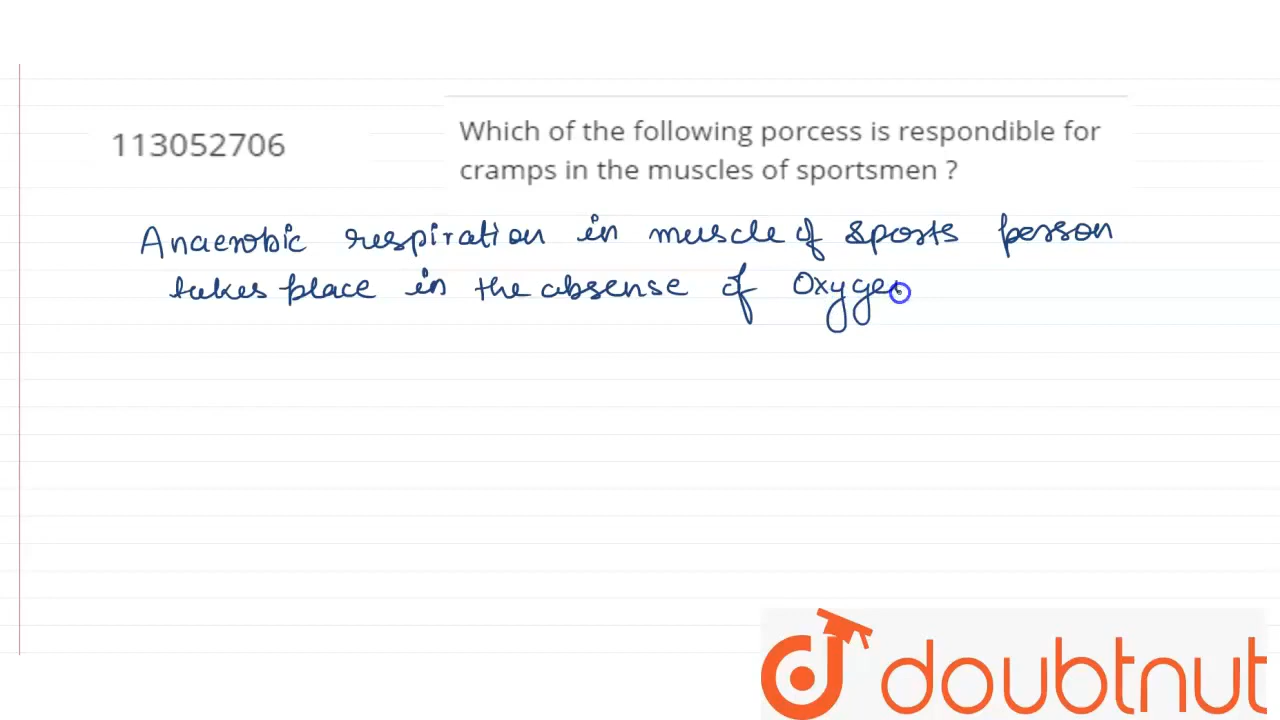 113052706
Which of the following porcess is respondible for
cramps in the muscles of sportsmen ?
Anaerobic respiration in muscle of sports person
takes place in the absense of Oxygen
doubtnut